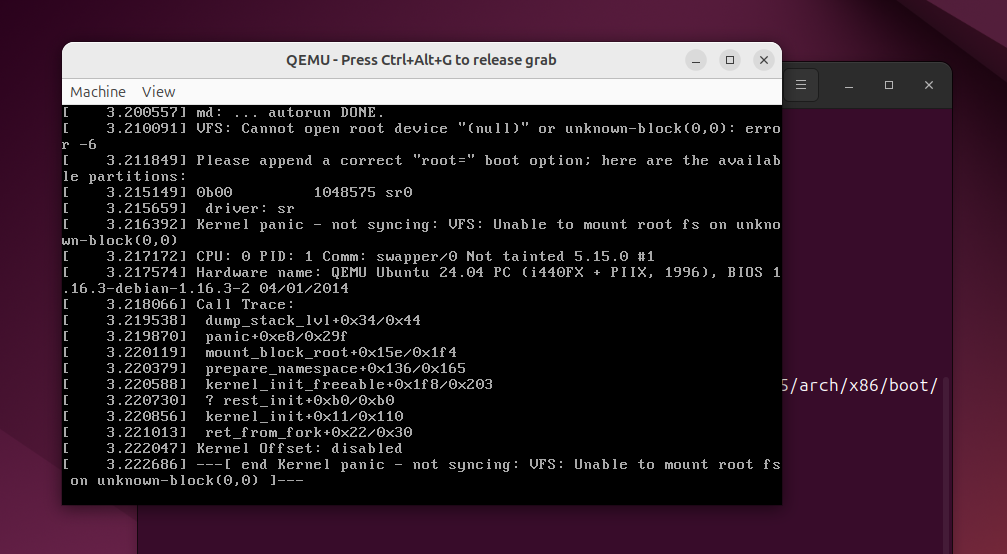 QEMU - Press Ctrl+Alt+G to release grab
Machine View
[    3.200557] md: ... autorun DONE.
[    3.210091] VFS: Cannot open root device "(null)" or unknown-block(0,0): erro
r -6
[    3.211849] Please append a correct "root=" boot option; here are the availab
le partitions:
[    3.215149] 0b00         1048575 sr0
[    3.215659]  driver: sr
[    3.216392] Kernel panic - not syncing: VFS: Unable to mount root fs on unkno
wn-block(0,0)
[    3.217172] CPU: 0 PID: 1 Comm: swapper/0 Not tainted 5.15.0 #1
[    3.217574] Hardware name: QEMU Ubuntu 24.04 PC (i440FX + PIIX, 1996), BIOS 1
.16.3-debian-1.16.3-2 04/01/2014
[    3.218066] Call Trace:
[    3.219538]  dump_stack_lvl+0x34/0x44
[    3.219870]  panic+0xe8/0x29f
[    3.220119]  mount_block_root+0x15e/0x1f4
[    3.220379]  prepare_namespace+0x136/0x165
[    3.220588]  kernel_init_freeable+0x1f8/0x203
[    3.220730]  ? rest_init+0xb0/0xb0
[    3.220856]  kernel_init+0x11/0x110
[    3.221013]  ret_from_fork+0x22/0x30
[    3.222047] Kernel Offset: disabled
[    3.222686] ---[ end Kernel panic - not syncing: VFS: Unable to mount root fs
 on unknown-block(0,0) ]---
5/arch/x86/boot/